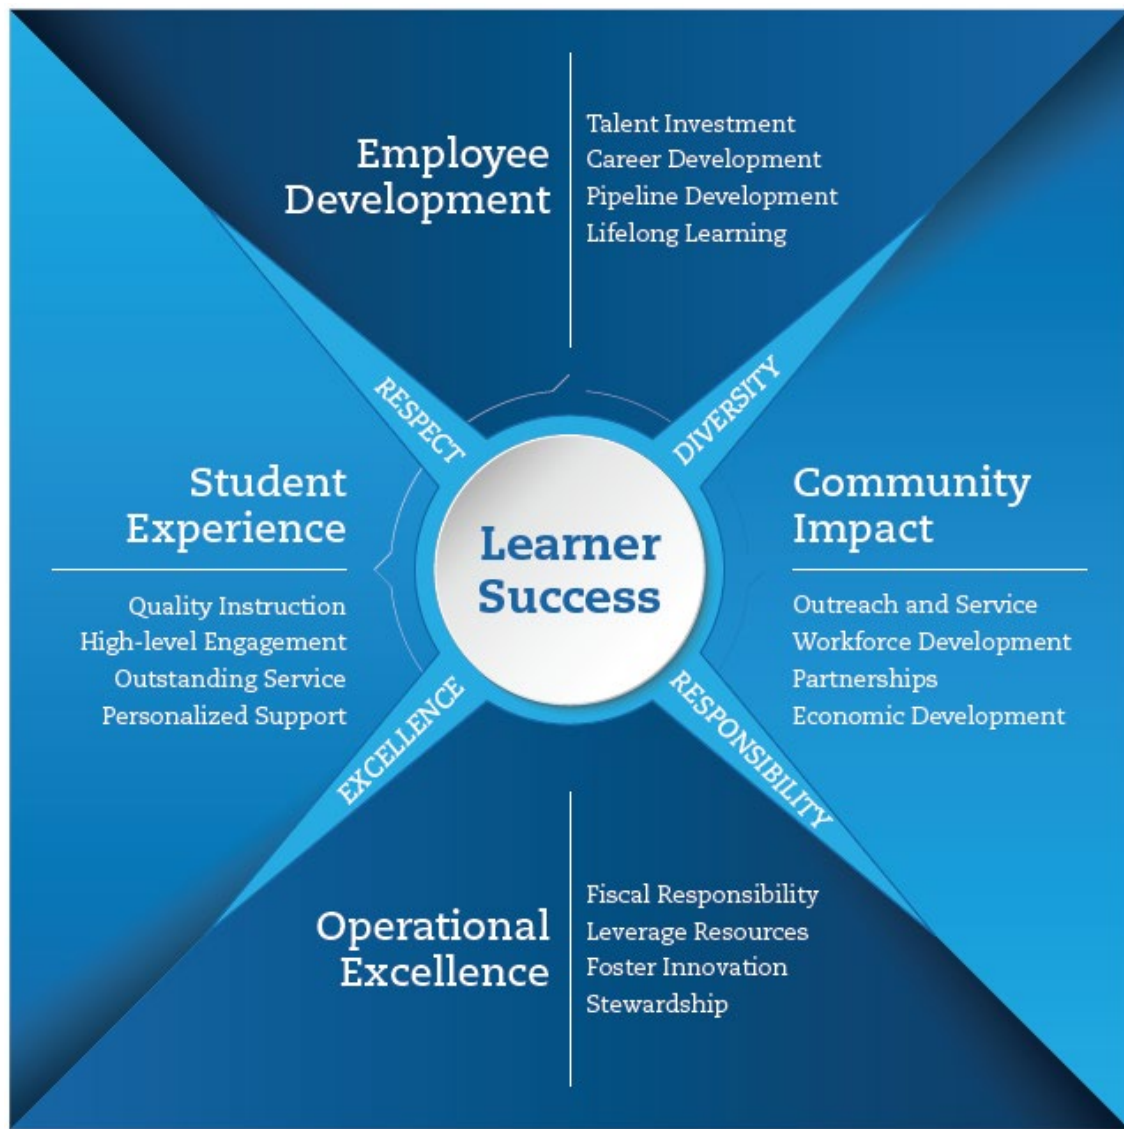 Employee
Development
Talent Investment
Career Development
Pipeline Development
Lifelong Learning
RESPECT
DIVERSITY
Student
Experience
Quality Instruction
High-level Engagement
Outstanding Service
Personalized Support
Learner
Success
Community
Impact
Outreach and Service
Workforce Development
Partnerships
Economic Development
EXCELLENCE
RESPONSIBILITY
Operational
Excellence
Fiscal Responsibility
Leverage Resources
Foster Innovation
Stewardship